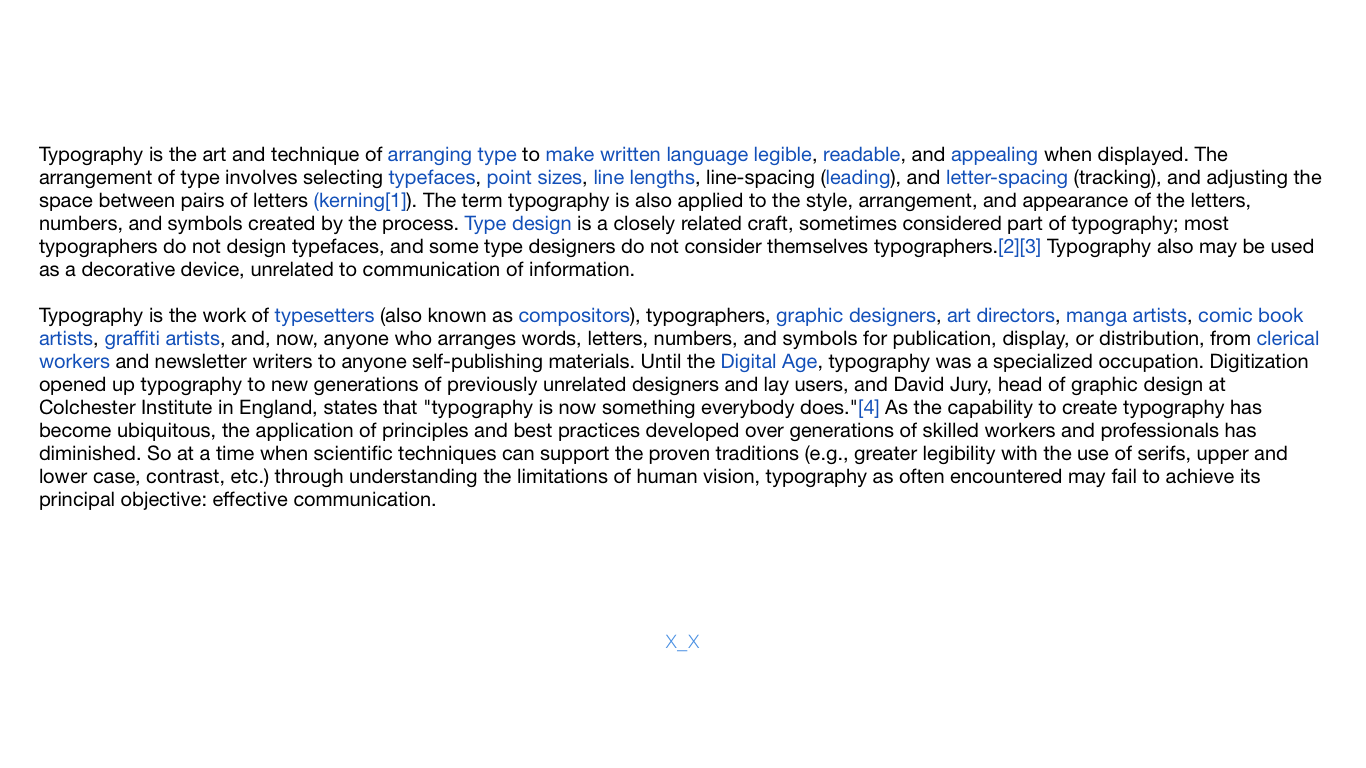 Typography is the art and technique of arranging type to make written language legible, readable, and appealing when displayed. The
arrangement of type involves selecting typefaces, point sizes, line lengths, line-spacing (leading), and letter-spacing (tracking), and adjusting the
space between pairs of letters (kerning[1]). The term typography is also applied to the style, arrangement, and appearance of the letters,
numbers, and symbols created by the process. Type design is a closely related craft, sometimes considered part of typography; most
typographers do not design typefaces, and some type designers do not consider themselves typographers.[2][3] Typography also may be used
as a decorative device, unrelated to communication of information.
Typography is the work of typesetters (also known as compositors), typographers, graphic designers, art directors, manga artists, comic book
artists, graffiti artists, and, now, anyone who arranges words, letters, numbers, and symbols for publication, display, or distribution, from clerical
workers and newsletter writers to anyone self-publishing materials. Until the Digital Age, typography was a specialized occupation. Digitization
opened up typography to new generations of previously unrelated designers and lay users, and David Jury, head of graphic design at
Colchester Institute in England, states that "typography is now something everybody does."[4] As the capability to create typography has
become ubiquitous, the application of principles and best practices developed over generations of skilled workers and professionals has
diminished. So at a time when scientific techniques can support the proven traditions (e.g., greater legibility with the use of serifs, upper and
lower case, contrast, etc.) through understanding the limitations of human vision, typography as often encountered may fail to achieve its
principal objective: effective communication.
X_X